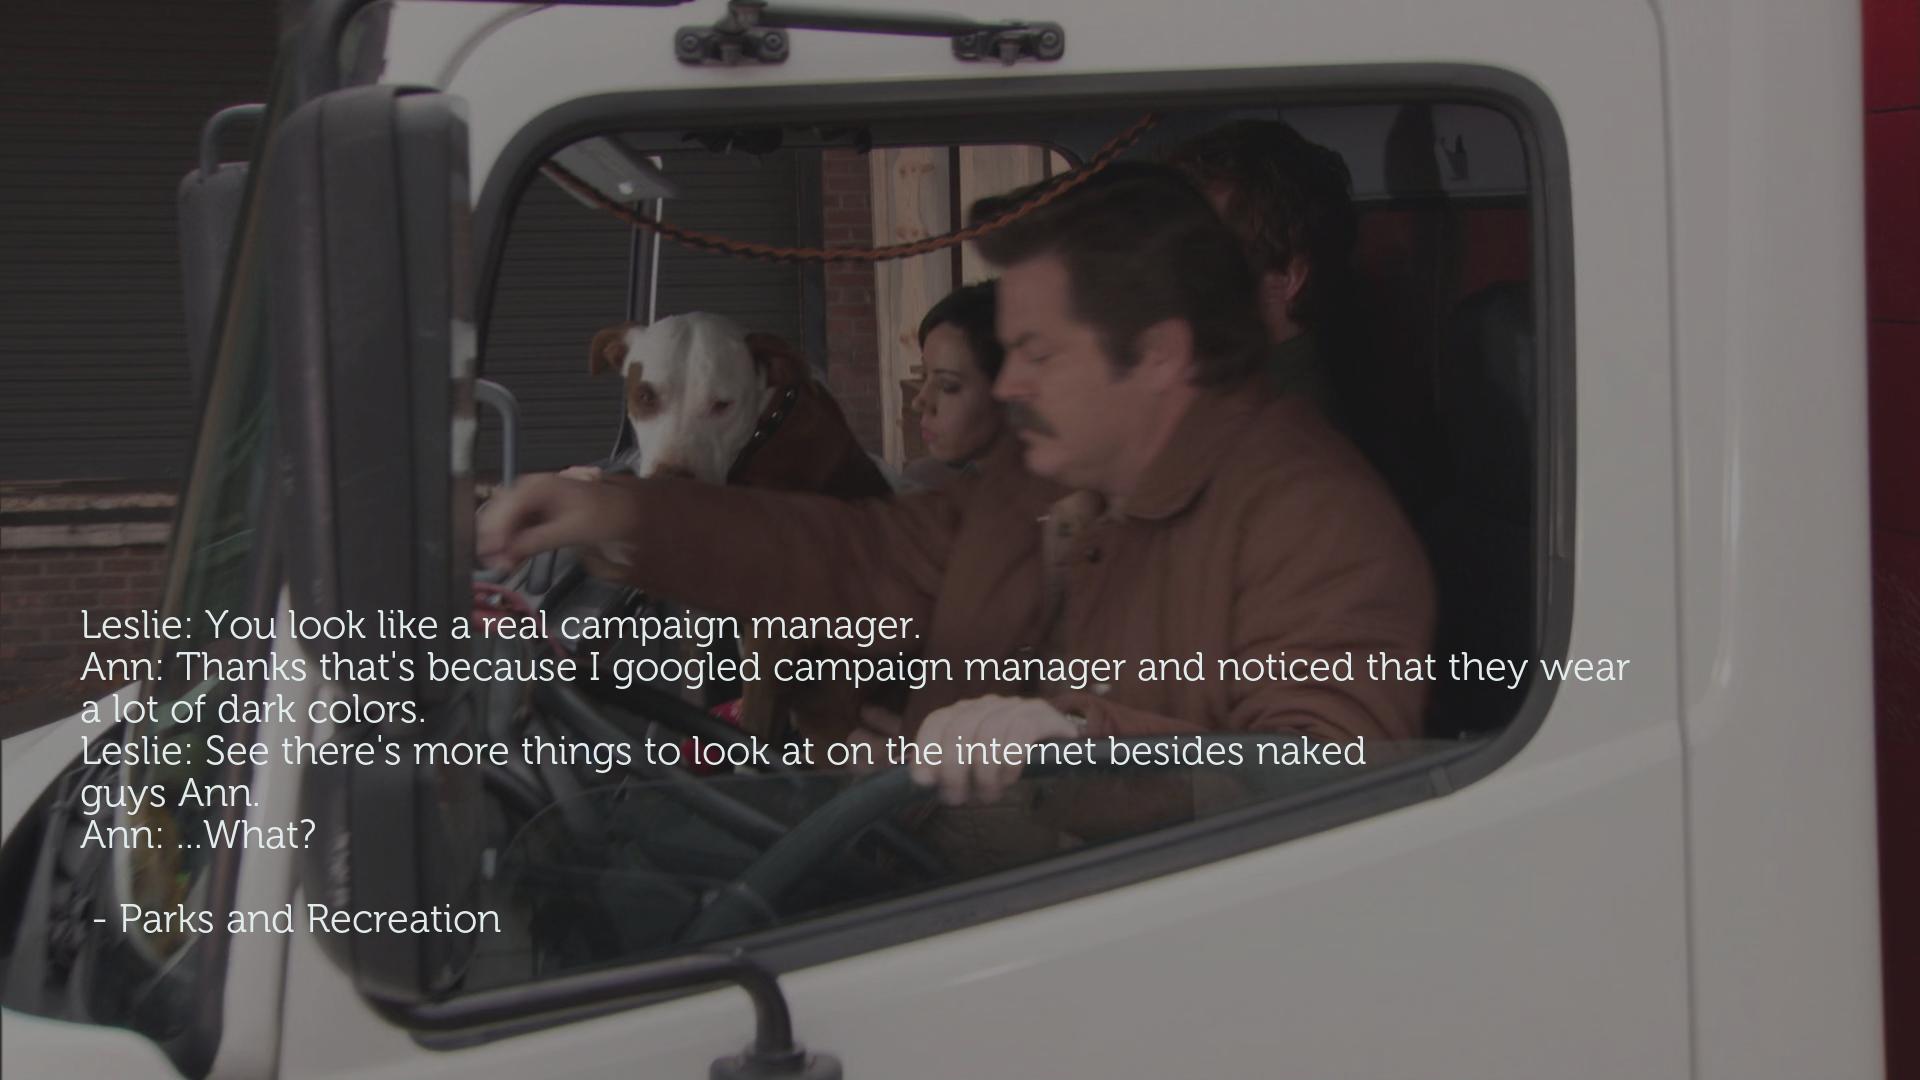 Leslie: You look like a real campaign manager.
Ann: Thanks that's because I googled campaign manager and noticed that they wear
a lot of dark colors.
Leslie: See there's more things to look at on the internet besides naked
guys Ann.
Ann: ...What?
- Parks and Recreation